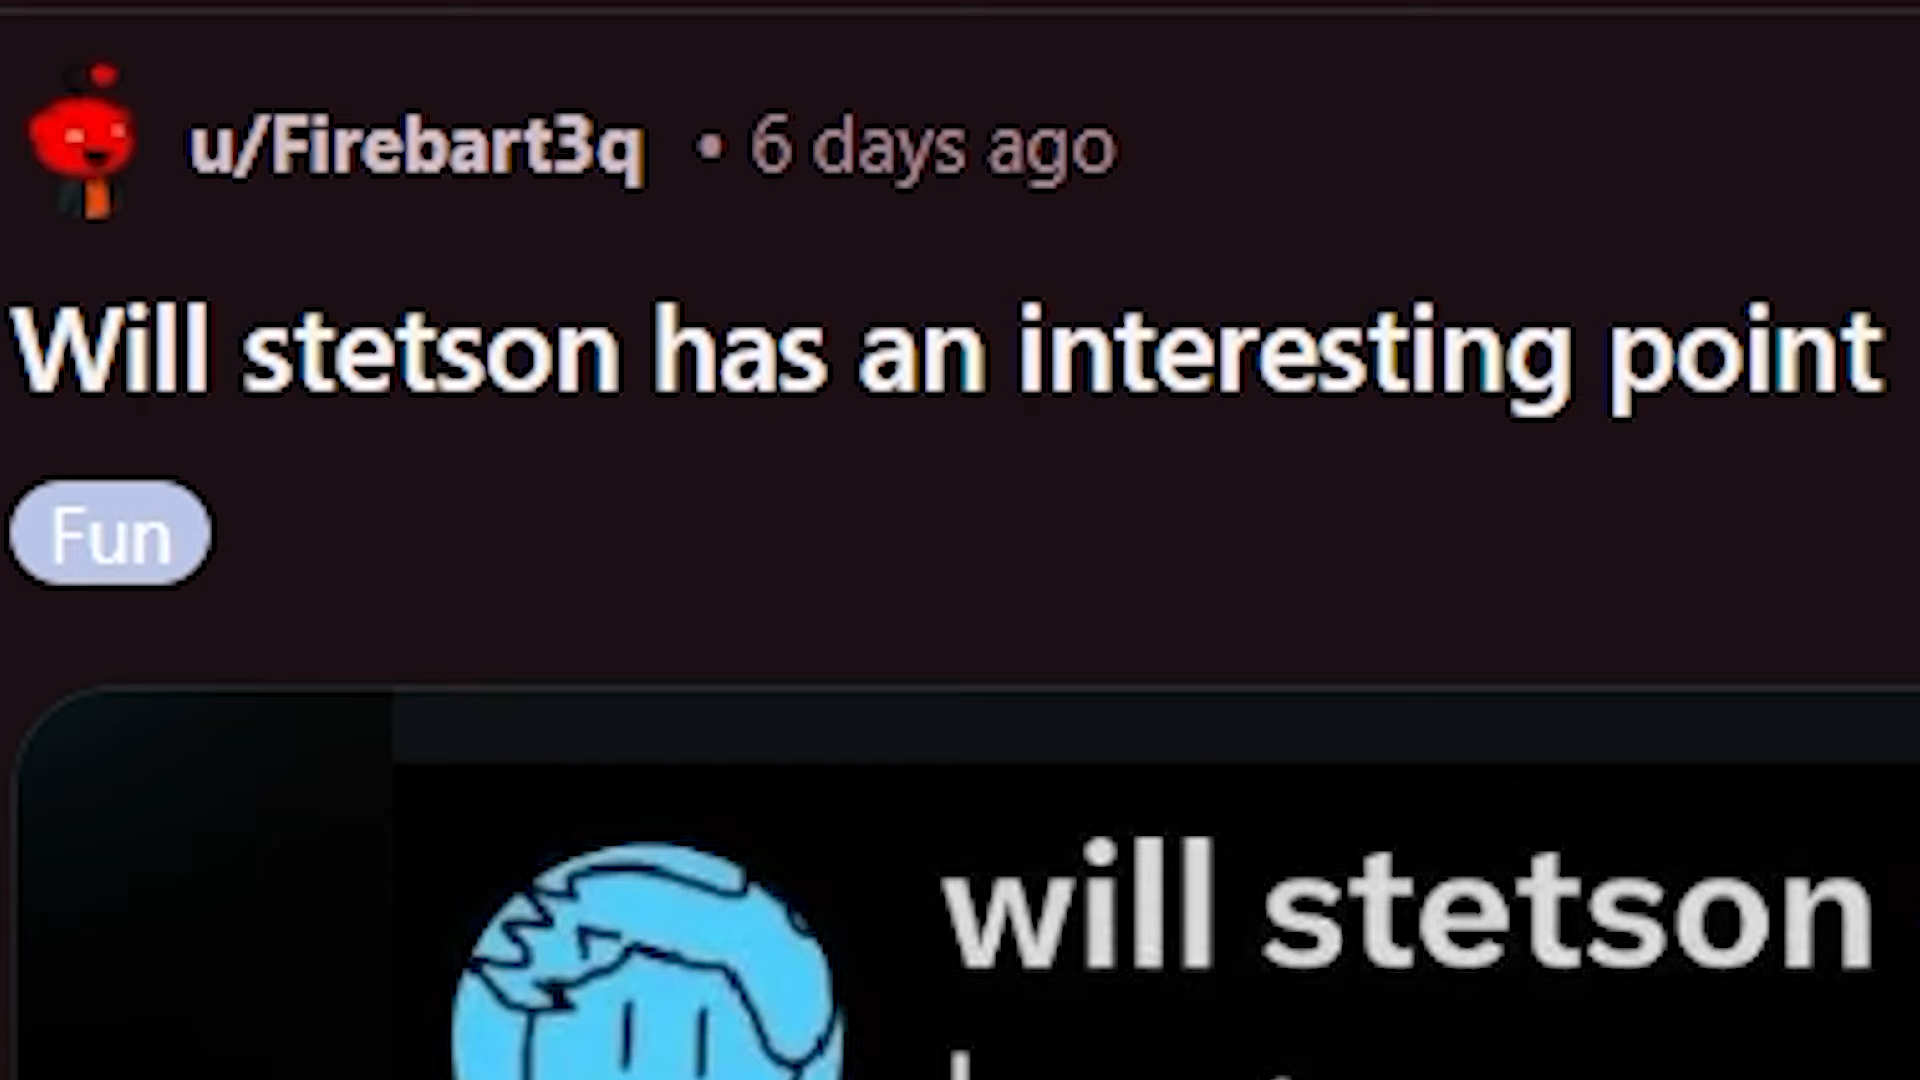 u/Firebart3q • 6 days ago
Will stetson has an interesting point
Fun
will stetson